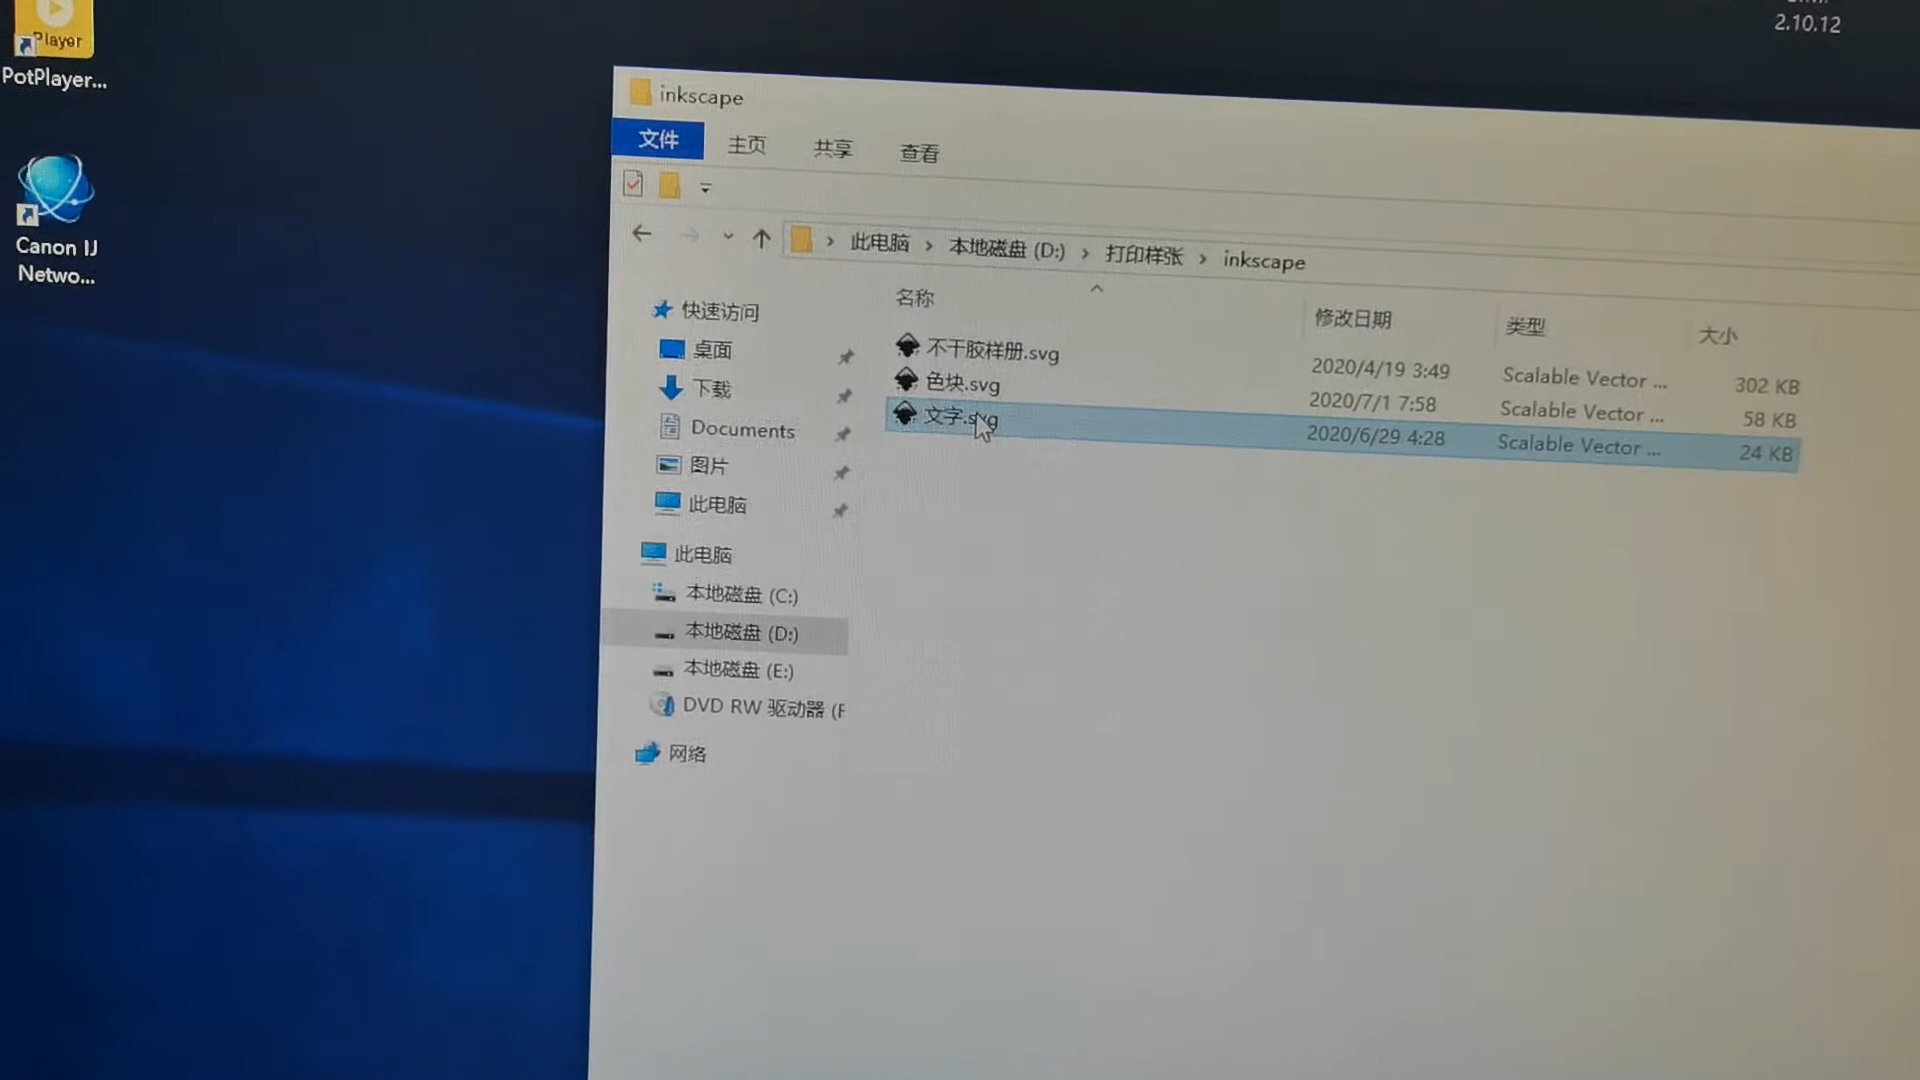 2.10.12
Player
PotPlayer...
Canon IJ
Netwo...
inkscape
文件 主页 共享 查看
此电脑 › 本地磁盘 (D:) › 打印样张 › inkscape
名称 修改日期 类型 大小
不干胶样册.svg 2020/4/19 3:49 Scalable Vector ... 302 KB
色块.svg 2020/7/1 7:58 Scalable Vector ... 58 KB
文字.svg 2020/6/29 4:28 Scalable Vector ... 24 KB
快速访问
桌面
下载
Documents
图片
此电脑
此电脑
本地磁盘 (C:)
本地磁盘 (D:)
本地磁盘 (E:)
DVD RW 驱动器 (F
网络